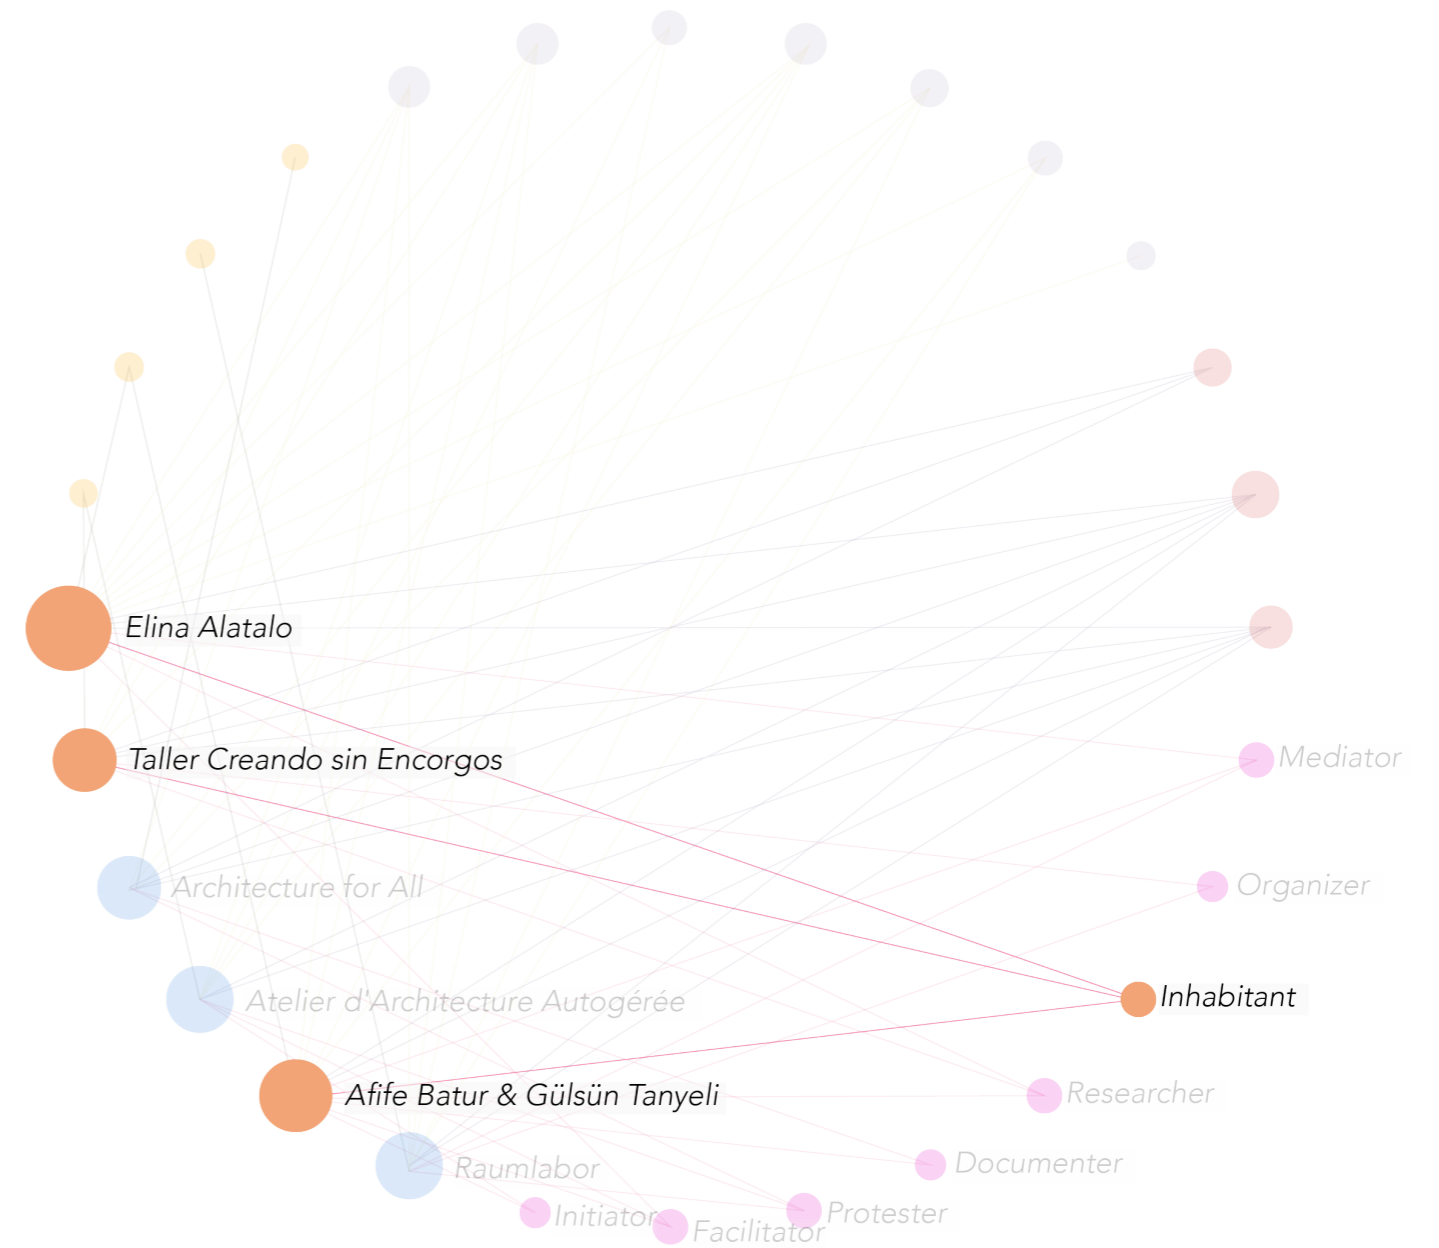 Elina Alatalo
Taller Creando sin Encorgos
Mediator
Architecture for All
Organizer
Atelier d'Architecture Autogérée
Inhabitant
Afife Batur & Gülsün Tanyeli
Researcher
Raumlabor
Documenter
Initiator
Facilitator
Protester